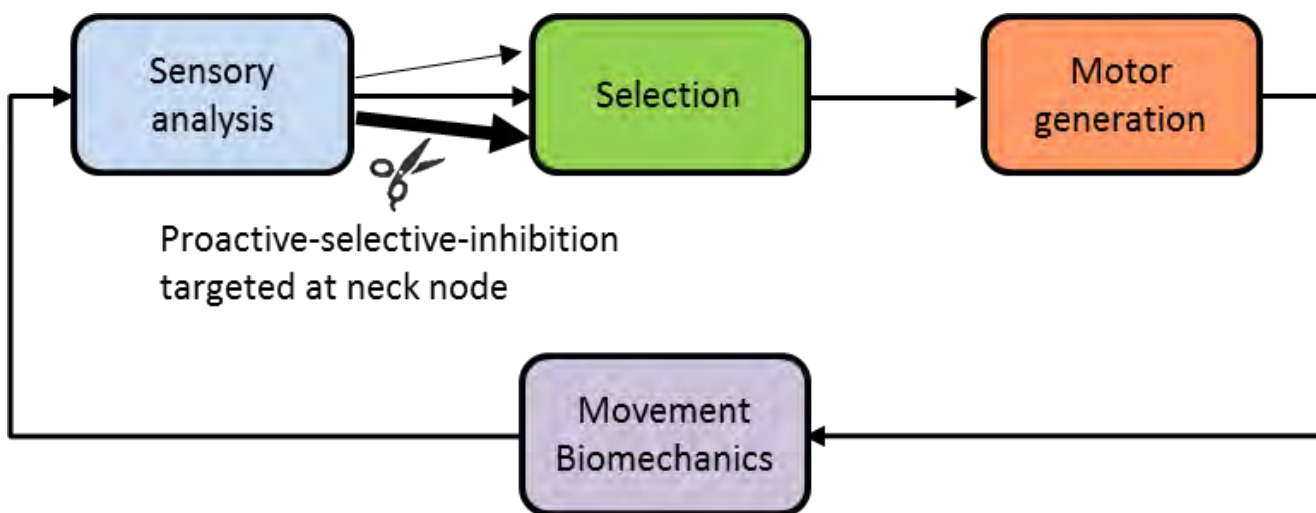 Sensory
analysis
Selection
Motor
generation
Proactive-selective-inhibition
targeted at neck node
Movement
Biomechanics